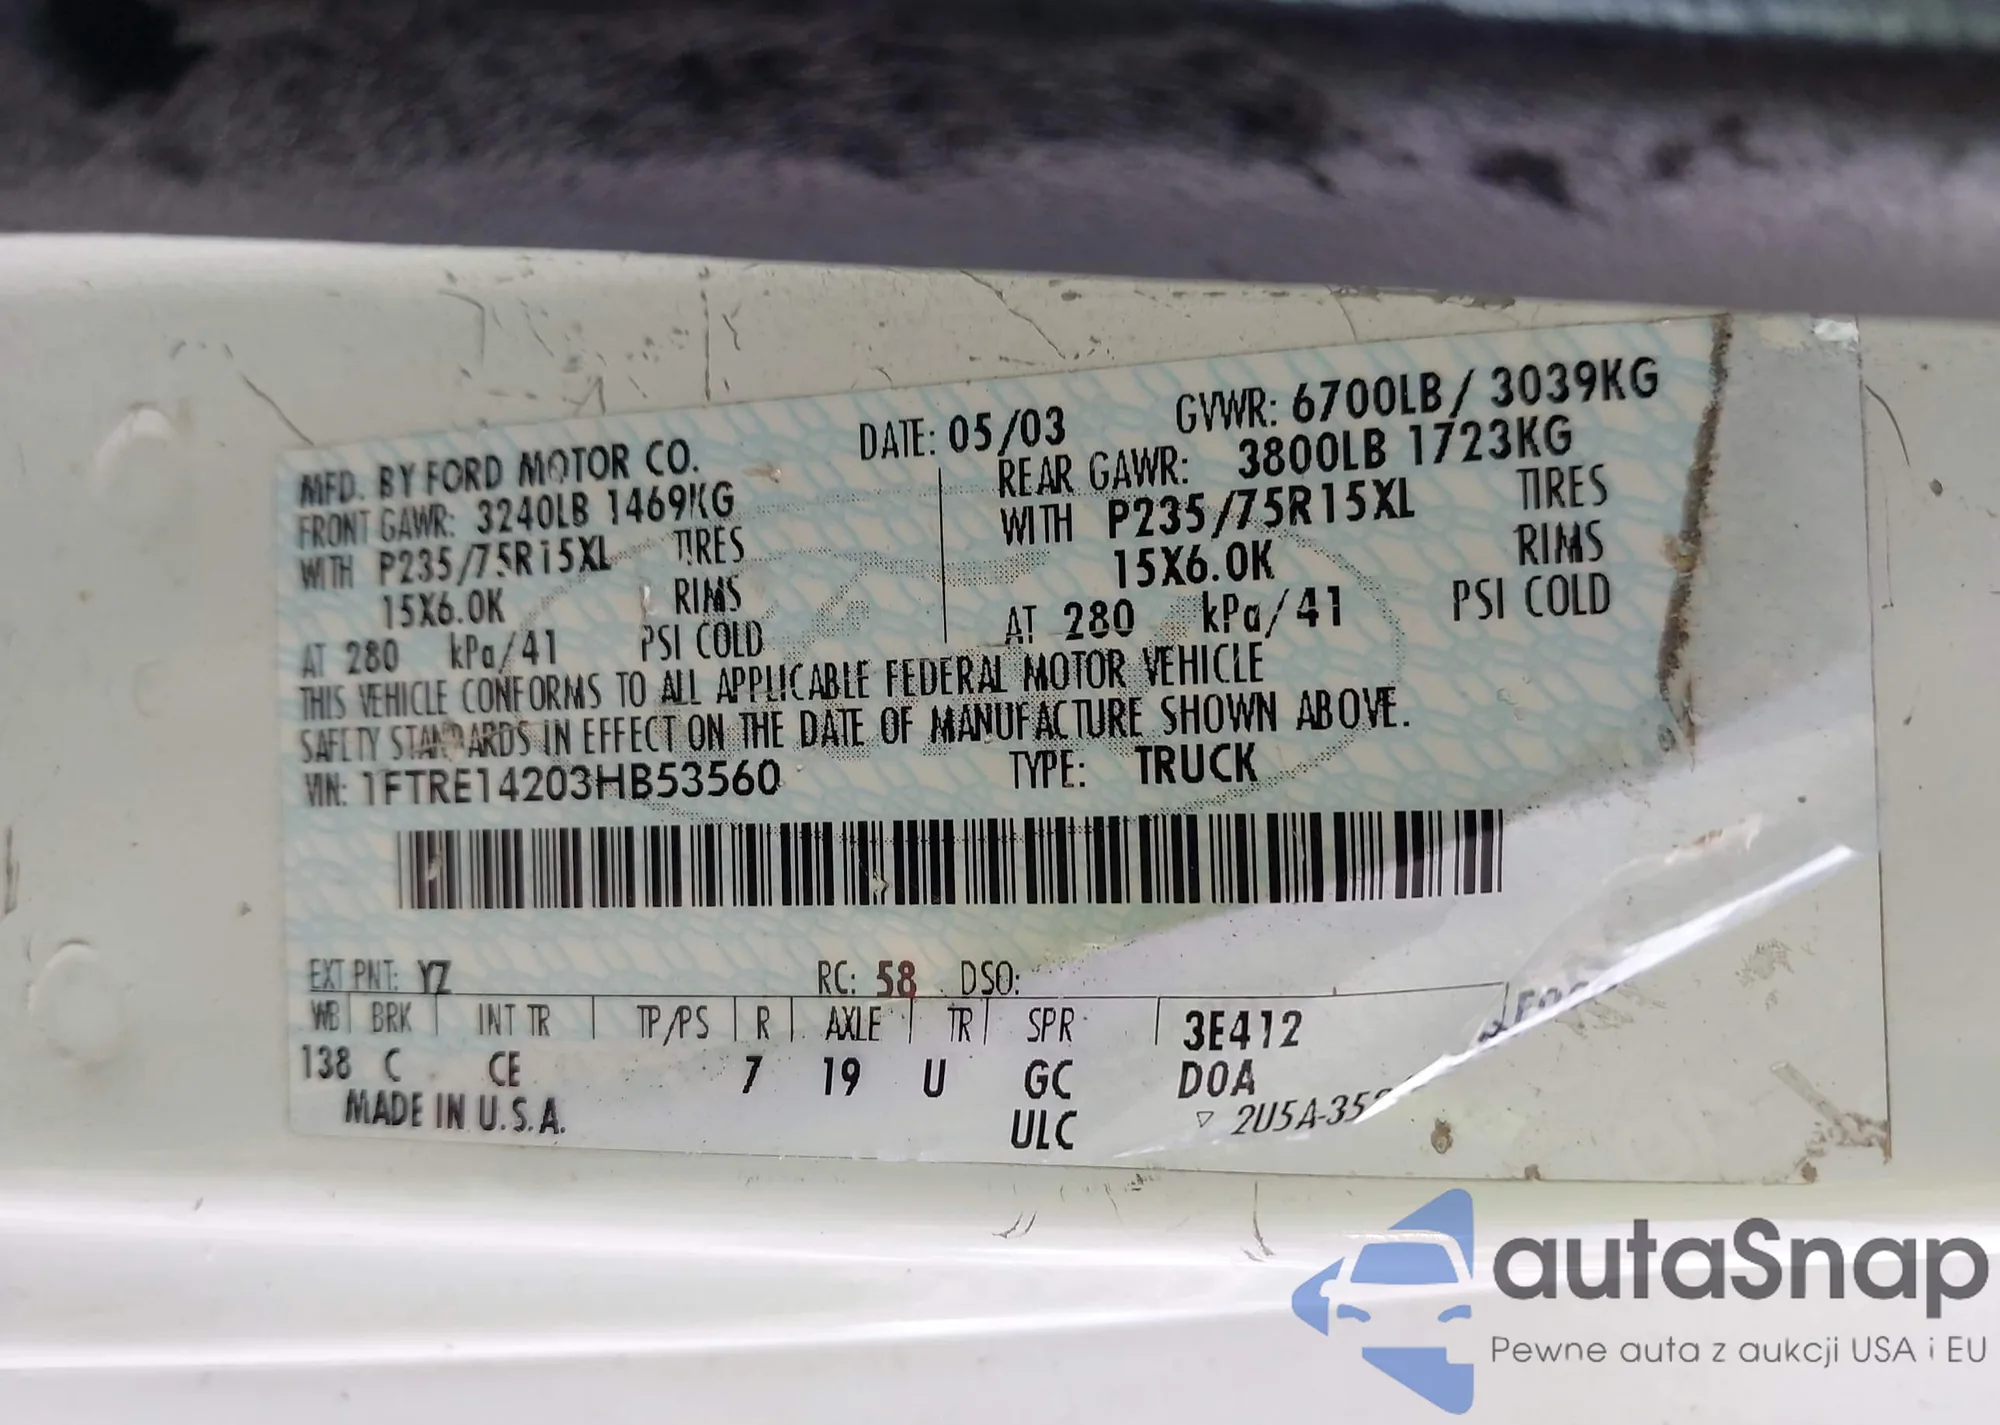 DATE: 05/03 GVWR: 6700LB / 3039KG
MFD. BY FORD MOTOR CO.
FRONT GAWR: 3240LB 1469KG REAR GAWR: 3800LB 1723KG
WITH P235/75R15XL TIRES WITH P235/75R15XL TIRES
15X6.0K RIMS 15X6.0K RIMS
AT 280 kPa/41 PSI COLD AT 280 kPa/41 PSI COLD
THIS VEHICLE CONFORMS TO ALL APPLICABLE FEDERAL MOTOR VEHICLE
SAFETY STANDARDS IN EFFECT ON THE DATE OF MANUFACTURE SHOWN ABOVE.
VIN: 1FTRE14203HB53560 TYPE: TRUCK
EXT PNT: YZ RC: 58 DSO:
WB BRK INT TR TP/PS R AXLE TR SPR 3E412
138 C CE 7 19 U GC D0A
MADE IN U.S.A. ULC
autaSnap
Pewne auta z aukcji USA i EU